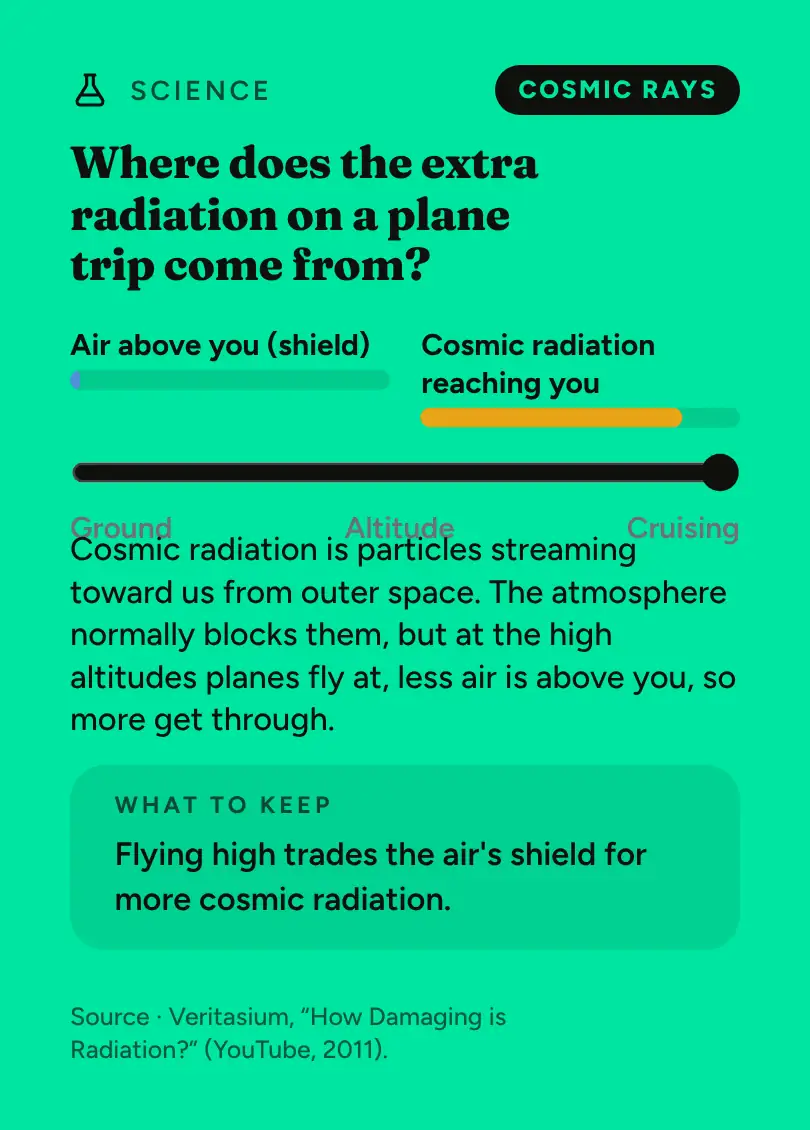 SCIENCE
COSMIC RAYS
Where does the extra
radiation on a plane
trip come from?
Air above you (shield)
Cosmic radiation
reaching you
Ground
Altitude
Cruising
Cosmic radiation is particles streaming
toward us from outer space. The atmosphere
normally blocks them, but at the high
altitudes planes fly at, less air is above you, so
more get through.
WHAT TO KEEP
Flying high trades the air's shield for
more cosmic radiation.
Source · Veritasium, “How Damaging is
Radiation?” (YouTube, 2011).